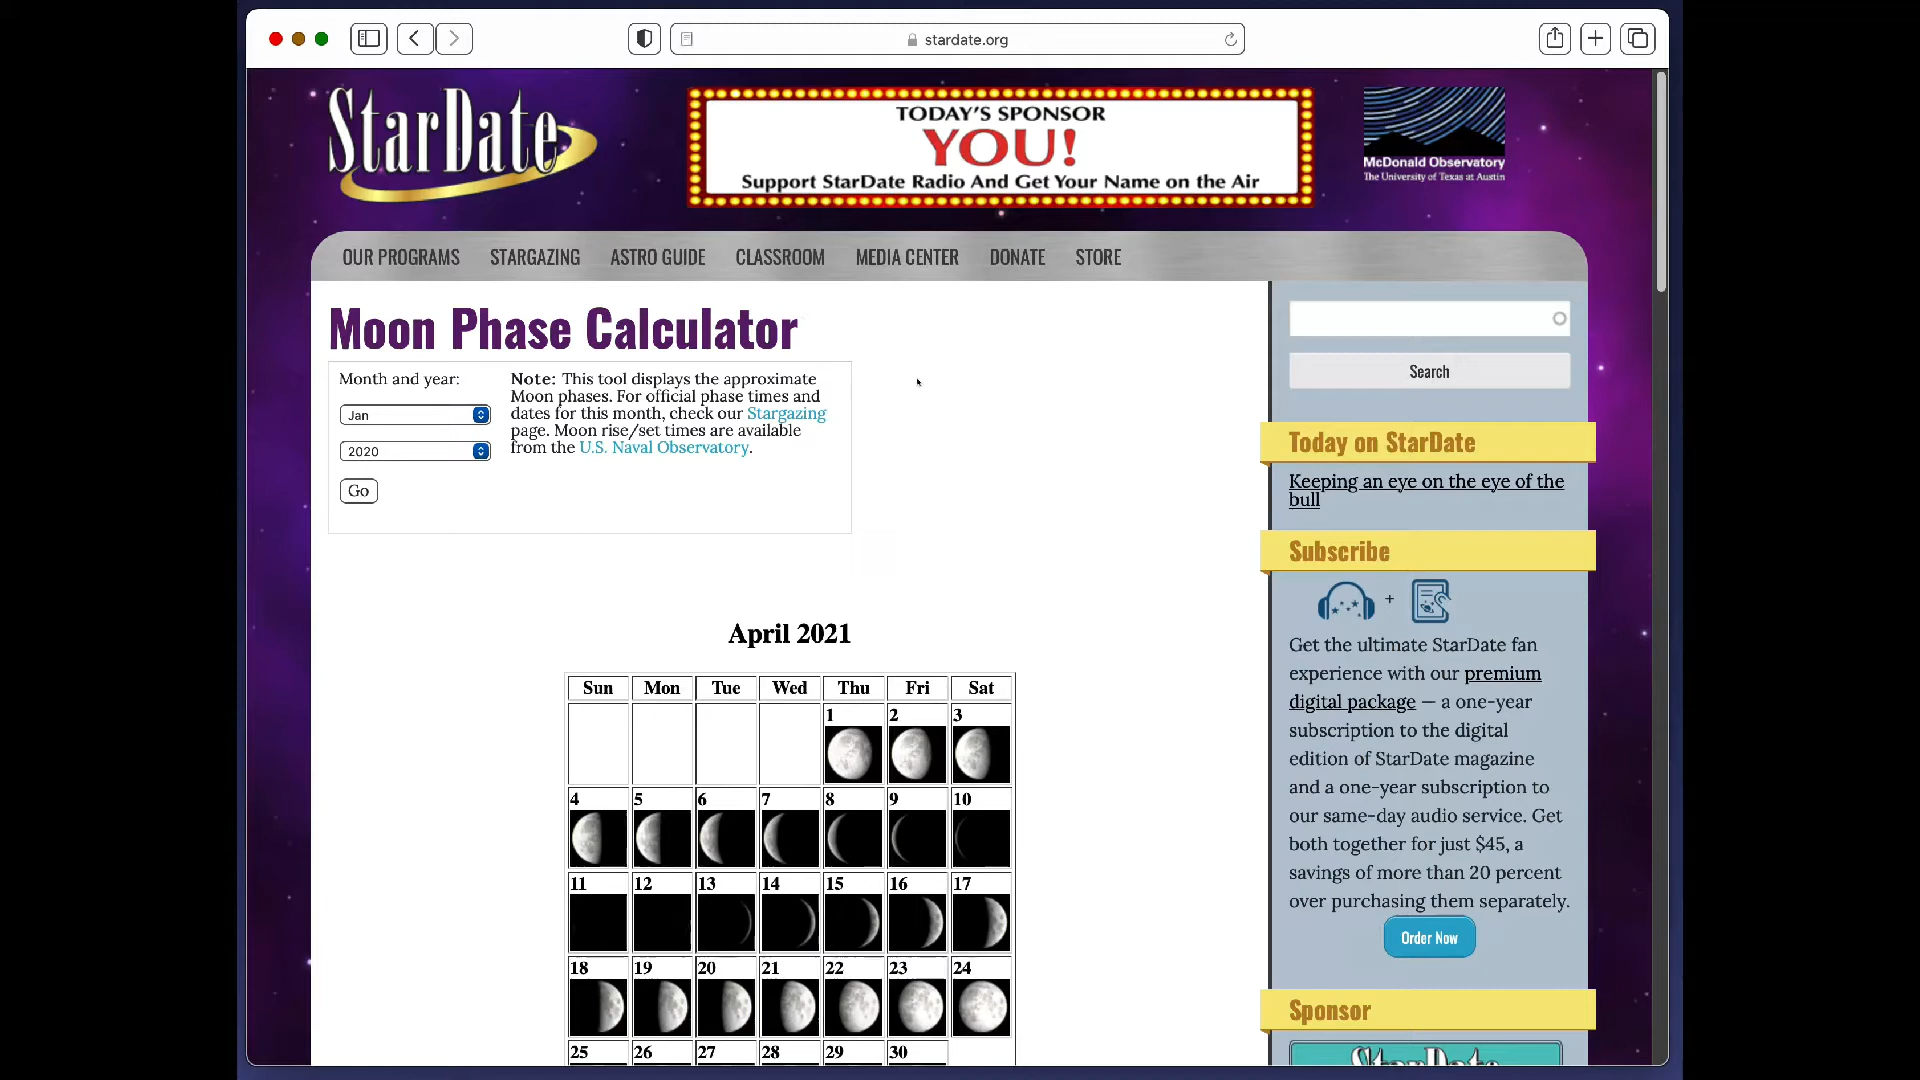 stardate.org
StarDate
TODAY'S SPONSOR
YOU!
Support StarDate Radio And Get Your Name on the Air
McDonald Observatory
The University of Texas at Austin
OUR PROGRAMS STARGAZING ASTRO GUIDE CLASSROOM MEDIA CENTER DONATE STORE
Moon Phase Calculator
Month and year:
Jan
2020
Go
Note: This tool displays the approximate
Moon phases. For official phase times and
dates for this month, check our Stargazing
page. Moon rise/set times are available
from the U.S. Naval Observatory.
April 2021
Sun Mon Tue Wed Thu Fri Sat
1 2 3
4 5 6 7 8 9 10
11 12 13 14 15 16 17
18 19 20 21 22 23 24
25 26 27 28 29 30
Search
Today on StarDate
Keeping an eye on the eye of the
bull
Subscribe
+
Get the ultimate StarDate fan
experience with our premium
digital package — a one-year
subscription to the digital
edition of StarDate magazine
and a one-year subscription to
our same-day audio service. Get
both together for just $45, a
savings of more than 20 percent
over purchasing them separately.
Order Now
Sponsor
StarDate